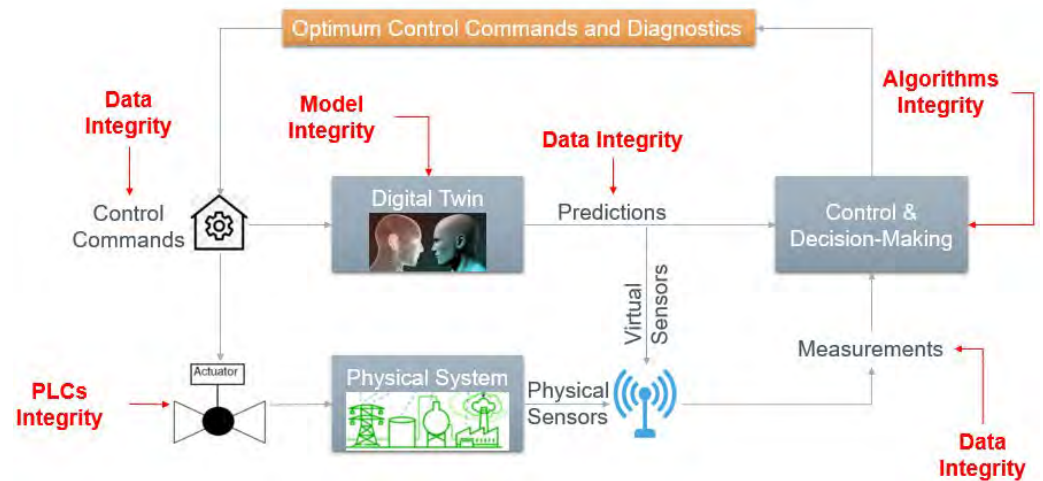 Optimum Control Commands and Diagnostics
Data
Integrity
Model
Integrity
Data Integrity
Algorithms
Integrity
Control
Commands
Digital Twin
Predictions
Control &
Decision-Making
Virtual
Sensors
Measurements
Actuator
PLCs
Integrity
Physical System
Physical
Sensors
Data
Integrity